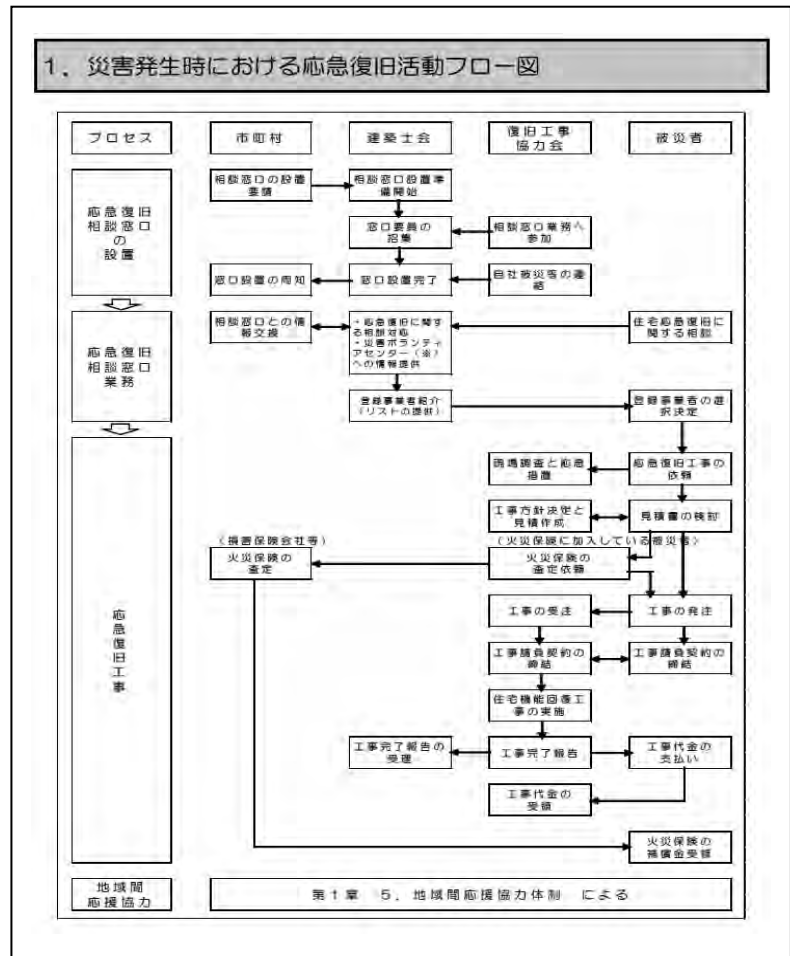 1．災害発生時における応急復旧活動フロー図
プロセス
市町村
建築士会
復旧工事
協力会
被災者
応急復旧
相談窓口
の
設置
相談窓口の設置
要請
相談窓口設置準
備開始
窓口要員の
招集
相談窓口業務へ
参加
窓口設置の周知
窓口設置完了
自社被災等の連
絡
応急復旧
相談窓口
業務
相談窓口との情
報交換
・応急復旧に関す
る相談対応
・災害ボランティ
アセンター（※）
への情報提供
住宅応急復旧に
関する相談
登録事業者紹介
（リストの提供）
登録事業者の選
択決定
応急復旧工事
現場調査と応急
措置
応急復旧工事の
依頼
工事方針決定と
見積作成
見積書の検討
（損害保険会社等）
火災保険の
査定
（火災保険に加入している被災者）
火災保険の
査定依頼
工事の受注
工事の発注
工事請負契約の
締結
工事請負契約の
締結
住宅機能回復工
事の実施
工事完了報告の
受理
工事完了報告
工事代金の
支払い
工事代金の
受領
火災保険の
補償金受領
地域間
応援協力
第1章　5．地域間応援協力体制　による